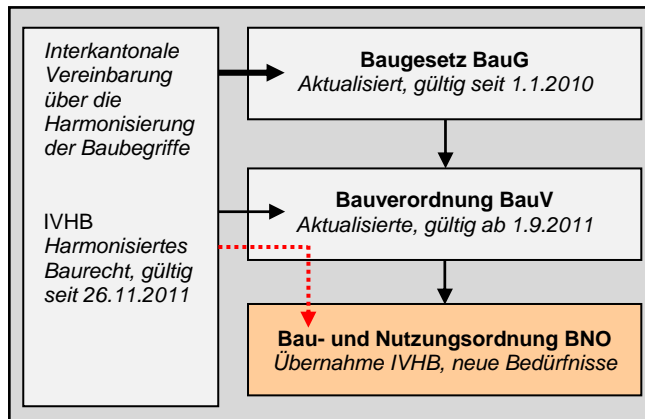 Interkantonale
Vereinbarung
über die
Harmonisierung
der Baubegriffe
IVHB
Harmonisiertes
Baurecht, gültig
seit 26.11.2011
Baugesetz BauG
Aktualisiert, gültig seit 1.1.2010
Bauverordnung BauV
Aktualisierte, gültig ab 1.9.2011
Bau- und Nutzungsordnung BNO
Übernahme IVHB, neue Bedürfnisse